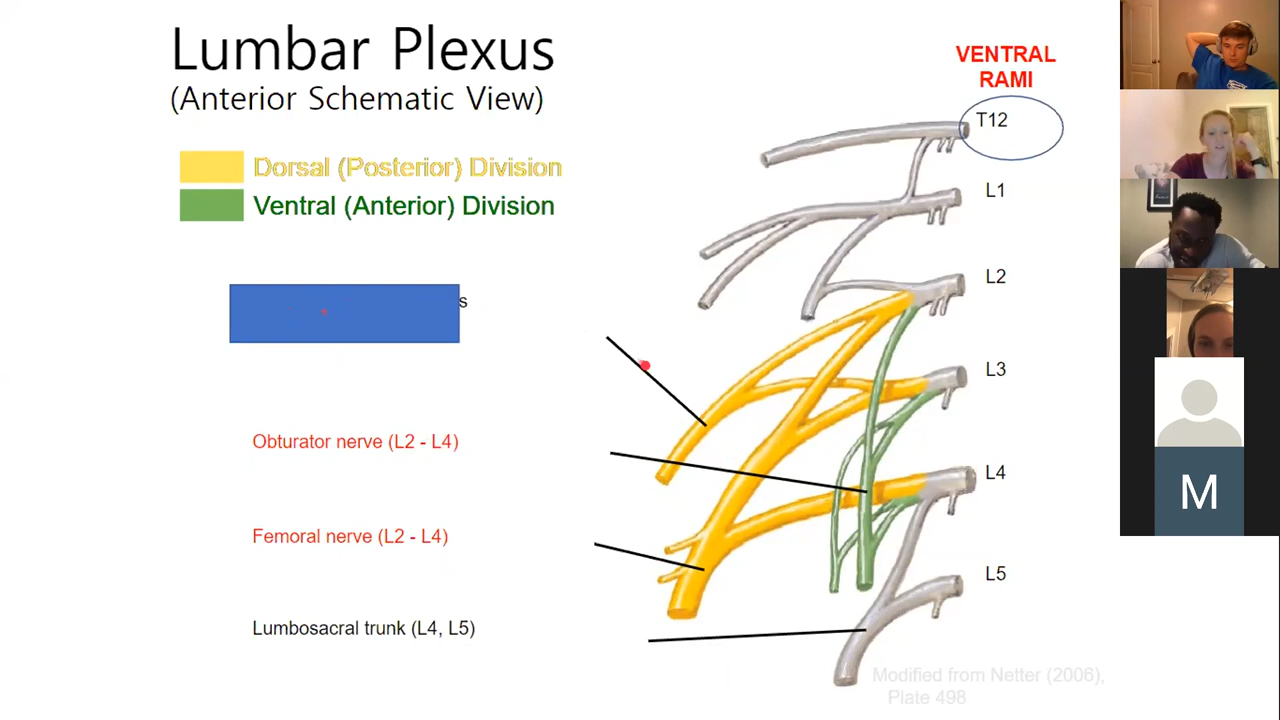 Lumbar Plexus
(Anterior Schematic View)
Dorsal (Posterior) Division
Ventral (Anterior) Division
VENTRAL
RAMI
T12
L1
L2
s
L3
Obturator nerve (L2 - L4)
L4
Femoral nerve (L2 - L4)
L5
Lumbosacral trunk (L4, L5)
Modified from Netter (2006),
Plate 498
M